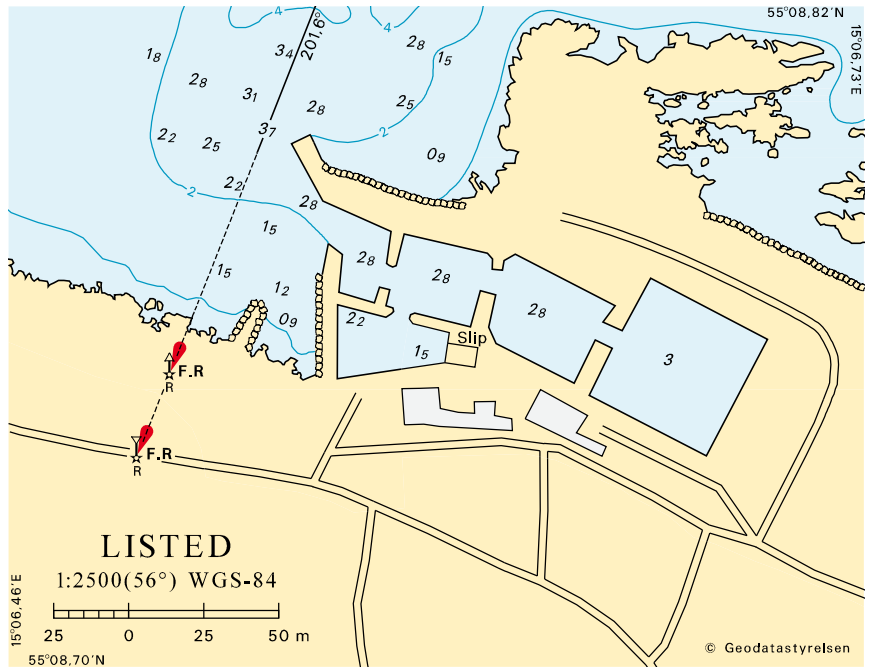 55°08,82'N
15°06,73'E
4
4
201,6°
1₈
3₄
2₈
1₅
2₈
3₁
2₈
2₅
2
2₂
2₅
3₇
0₉
2₂
2
2₈
1₅
2₈
1₅
2₈
1₂
2₈
0₉
2₂
Slip
1₅
3
F.R
R
F.R
R
LISTED
1:2500(56°) WGS-84
25 0 25 50 m
15°06,46'E
55°08,70'N
© Geodatastyrelsen